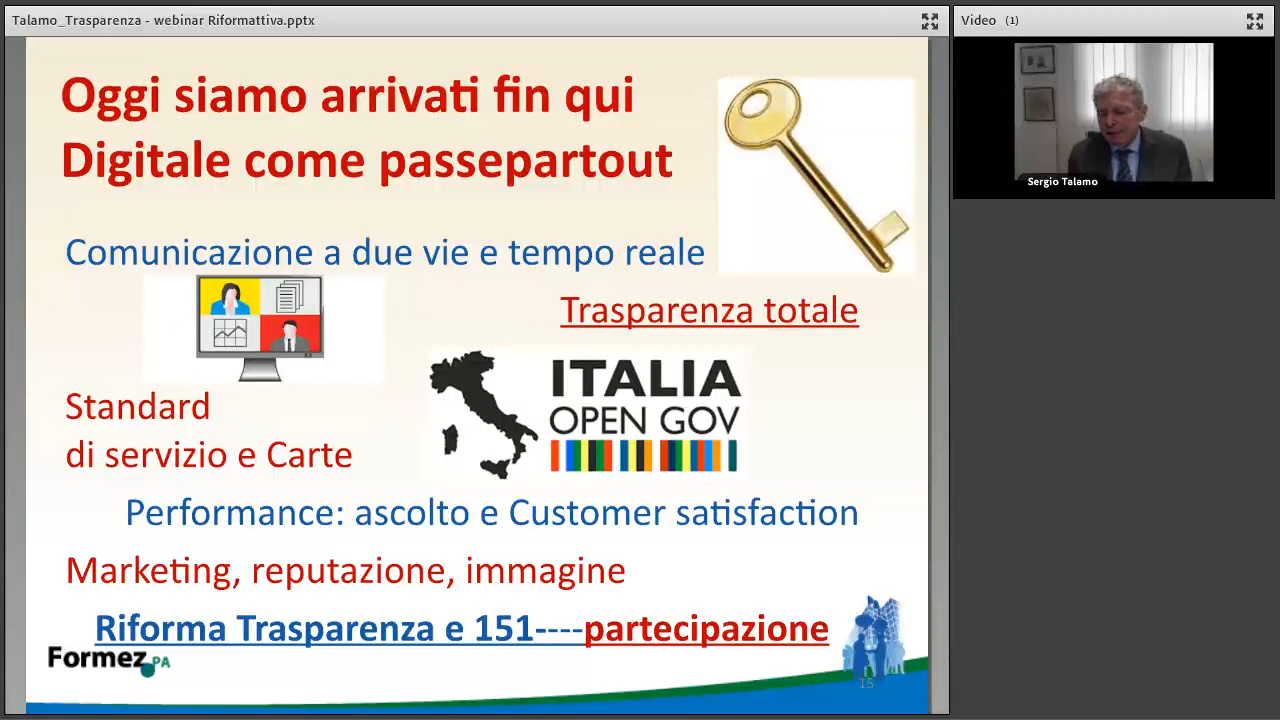 Talamo_Trasparenza - webinar Riformattiva.pptx
Video (1)
Sergio Talamo
Oggi siamo arrivati fin qui
Digitale come passepartout
Comunicazione a due vie e tempo reale
Trasparenza totale
ITALIA
OPEN GOV
Standard
di servizio e Carte
Performance: ascolto e Customer satisfaction
Marketing, reputazione, immagine
Riforma Trasparenza e 151----partecipazione
Formez PA
15